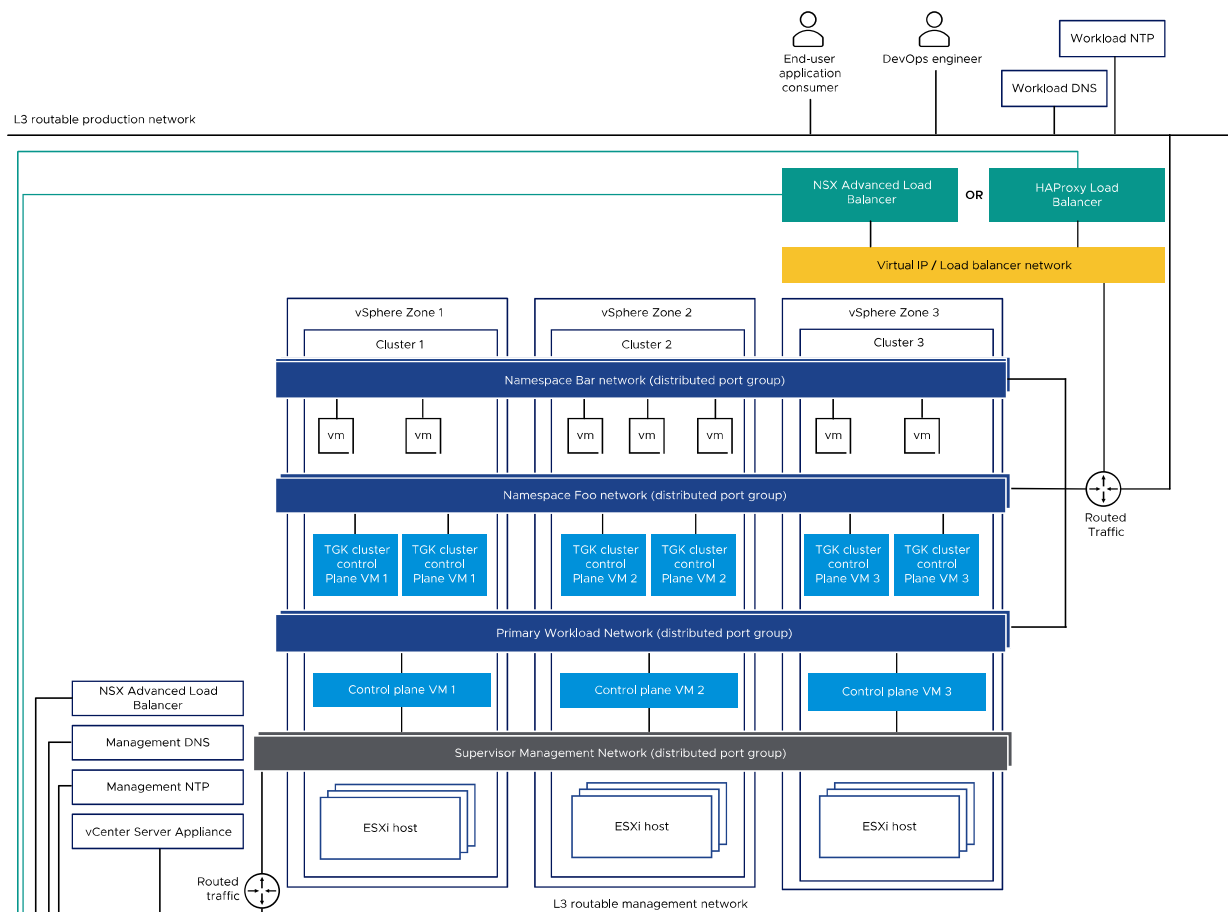 End-user
application
consumer
DevOps engineer
Workload NTP
Workload DNS
L3 routable production network
NSX Advanced Load
Balancer
OR
HAProxy Load
Balancer
Virtual IP / Load balancer network
vSphere Zone 1
vSphere Zone 2
vSphere Zone 3
Cluster 1
Cluster 2
Cluster 3
Namespace Bar network (distributed port group)
vm
vm
vm
vm
vm
vm
vm
Namespace Foo network (distributed port group)
Routed
Traffic
TGK cluster
control
Plane VM 1
TGK cluster
control
Plane VM 1
TGK cluster
control
Plane VM 2
TGK cluster
control
Plane VM 2
TGK cluster
control
Plane VM 3
TGK cluster
control
Plane VM 3
Primary Workload Network (distributed port group)
Control plane VM 1
Control plane VM 2
Control plane VM 3
NSX Advanced Load
Balancer
Management DNS
Management NTP
vCenter Server Appliance
Supervisor Management Network (distributed port group)
ESXi host
ESXi host
ESXi host
Routed
traffic
L3 routable management network